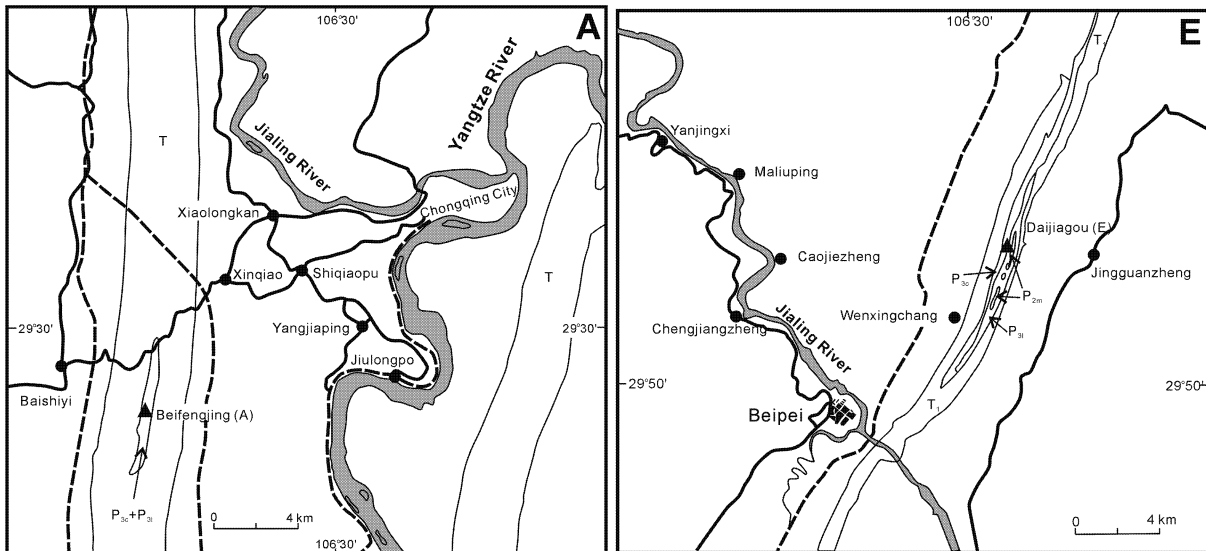 106°30'
A
Yangtze River
T
Jialing River
Chongqing City
Xiaolongkan
Xinqiao
Shiqiaopu
T
Yangjiaping
29°30'
29°30'
Jiulongpo
Baishiyi
Beifenqjing (A)
P3c+P3l
0 4 km
106°30'
106°30'
E
T1
Yanjingxi
Maliuping
Daijiagou (E)
Caojiezheng
Jingguanzheng
P3c
P2m
Wenxingchang
Chengjiangzheng
P3l
Jialing River
29°50'
29°50'
T1
Beipei
0 4 km